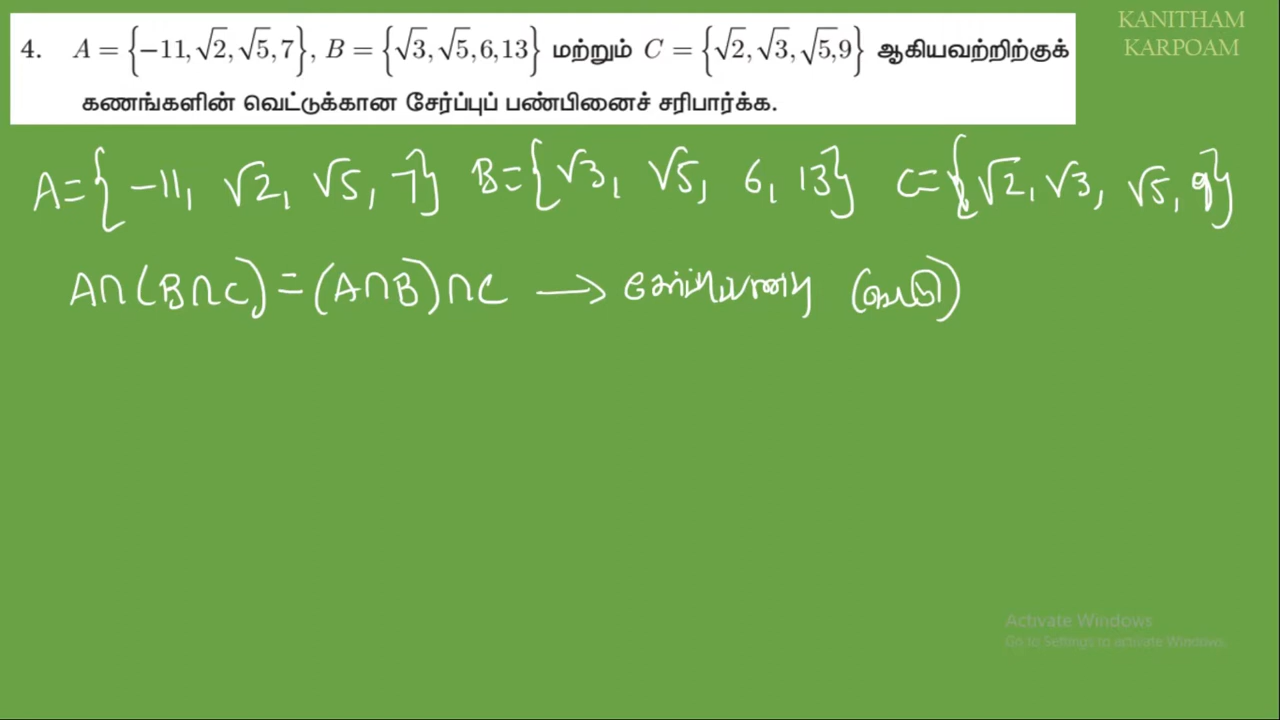 KANITHAM
KARPOAM
4. A = {−11, √2, √5, 7}, B = {√3, √5, 6, 13} மற்றும் C = {√2, √3, √5, 9} ஆகியவற்றிற்குக்
கணங்களின் வெட்டுக்கான சேர்ப்புப் பண்பினைச் சரிபார்க்க.
A = {−11, √2, √5, 7} B = {√3, √5, 6, 13} C = {√2, √3, √5, 9}
A∩(B∩C) = (A∩B)∩C →
Activate Windows
Go to Settings to activate Windows.